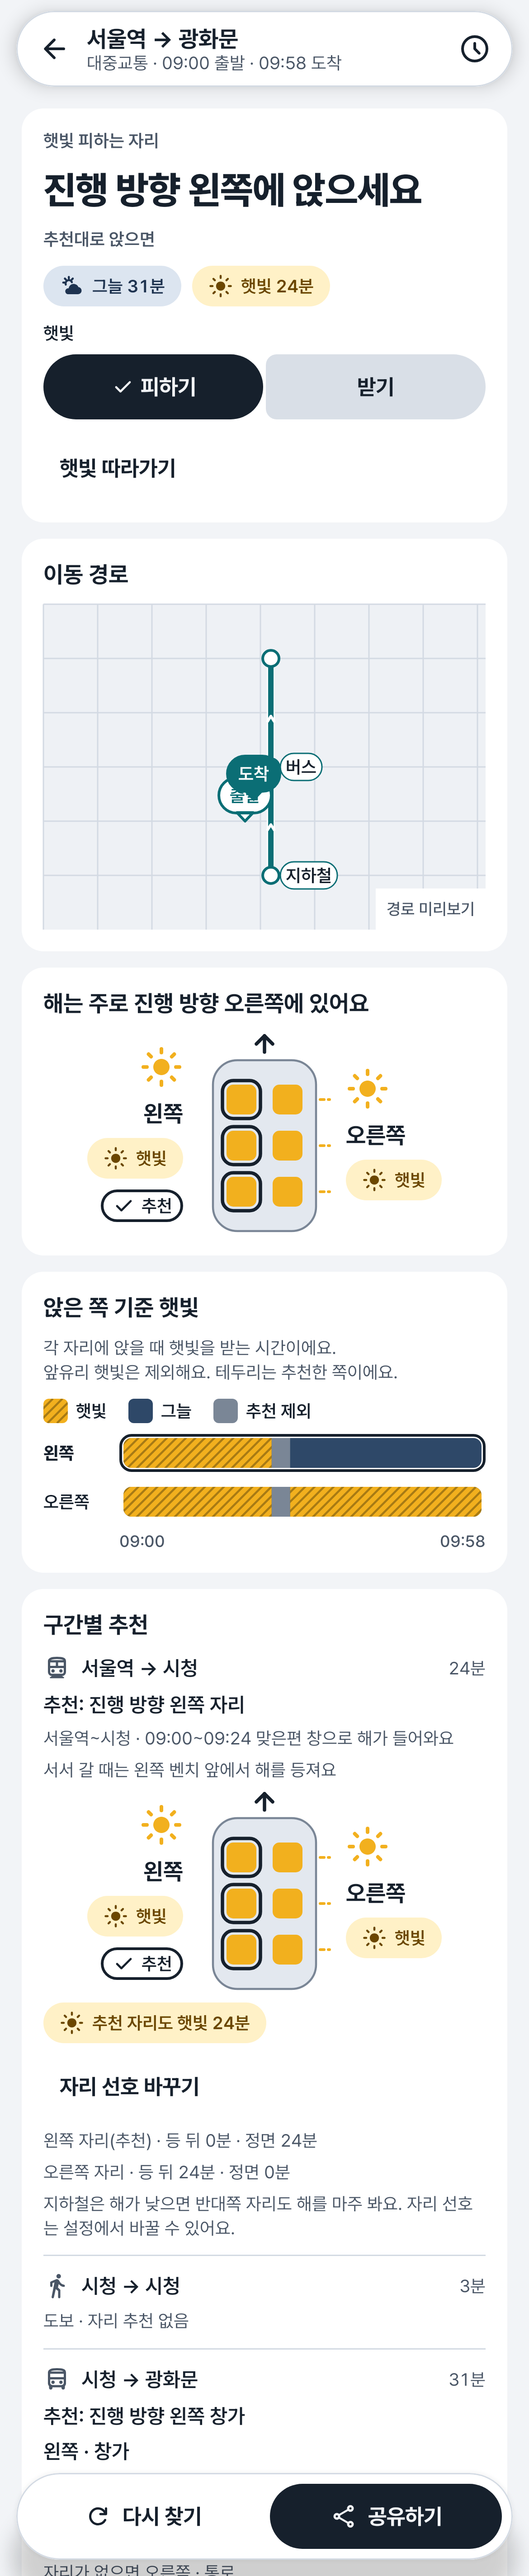 서울역 → 광화문
대중교통 · 09:00 출발 · 09:58 도착
햇빛 피하는 자리
진행 방향 왼쪽에 앉으세요
추천대로 앉으면
그늘 31분
햇빛 24분
햇빛
피하기
받기
햇빛 따라가기
이동 경로
도착
버스
출발
지하철
경로 미리보기
해는 주로 진행 방향 오른쪽에 있어요
왼쪽
오른쪽
햇빛
햇빛
추천
앉은 쪽 기준 햇빛
각 자리에 앉을 때 햇빛을 받는 시간이에요.
앞유리 햇빛은 제외해요. 테두리는 추천한 쪽이에요.
햇빛
그늘
추천 제외
왼쪽
오른쪽
09:00
09:58
구간별 추천
서울역 → 시청
24분
추천: 진행 방향 왼쪽 자리
서울역~시청 · 09:00~09:24 맞은편 창으로 해가 들어와요
서서 갈 때는 왼쪽 벤치 앞에서 해를 등져요
왼쪽
오른쪽
햇빛
햇빛
추천
추천 자리도 햇빛 24분
자리 선호 바꾸기
왼쪽 자리(추천) · 등 뒤 0분 · 정면 24분
오른쪽 자리 · 등 뒤 24분 · 정면 0분
지하철은 해가 낮으면 반대쪽 자리도 해를 마주 봐요. 자리 선호
는 설정에서 바꿀 수 있어요.
시청 → 시청
3분
도보 · 자리 추천 없음
시청 → 광화문
31분
추천: 진행 방향 왼쪽 창가
왼쪽 · 창가
다시 찾기
공유하기
자리가 없으면 오른쪽 · 통로